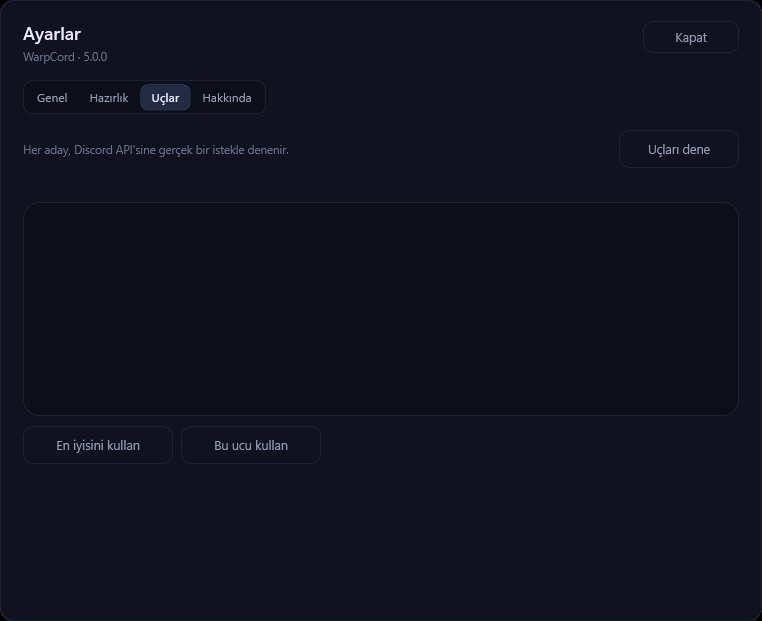 Ayarlar
WarpCord · 5.0.0
Kapat
Genel Hazırlık Uçlar Hakkında
Her aday, Discord API'sine gerçek bir istekle denenir.
Uçları dene
En iyisini kullan Bu ucu kullan